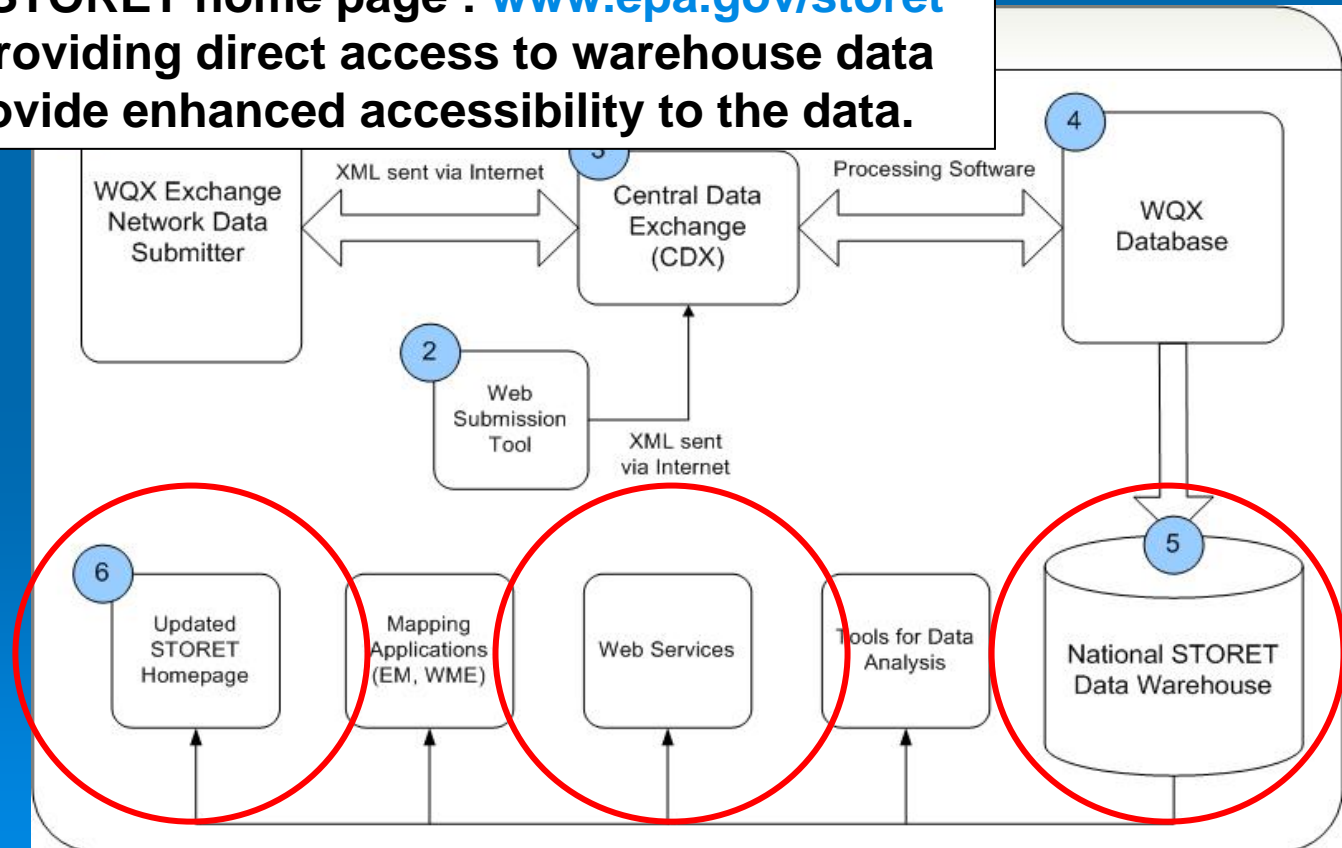 STORET home page : www.epa.gov/storet
roviding direct access to warehouse data
ovide enhanced accessibility to the data.
4
3
XML sent via Internet
Processing Software
WQX Exchange
Network Data
Submitter
Central Data
Exchange
(CDX)
WQX
Database
2
Web
Submission
Tool
XML sent
via Internet
5
6
Updated
STORET
Homepage
Mapping
Applications
(EM, WME)
Web Services
Tools for Data
Analysis
National STORET
Data Warehouse